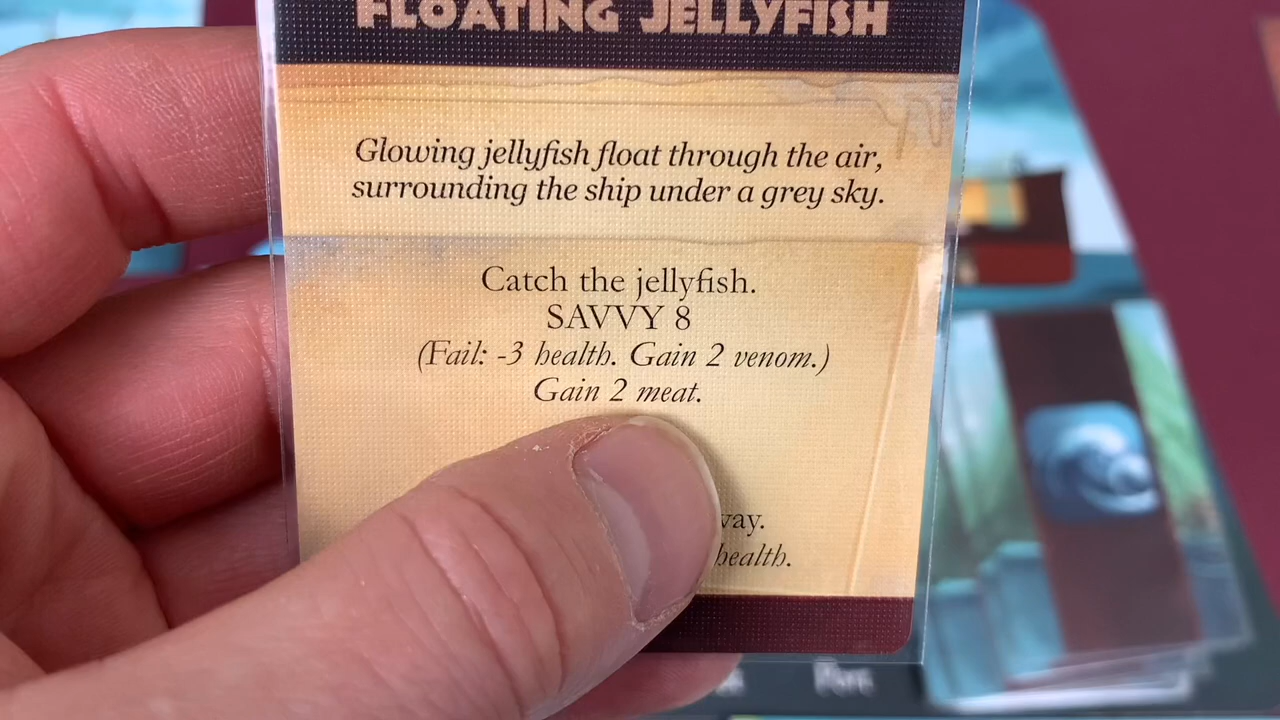 FLOATING JELLYFISH
Glowing jellyfish float through the air,
surrounding the ship under a grey sky.
Catch the jellyfish.
SAVVY 8
(Fail: -3 health. Gain 2 venom.)
Gain 2 meat.
health.